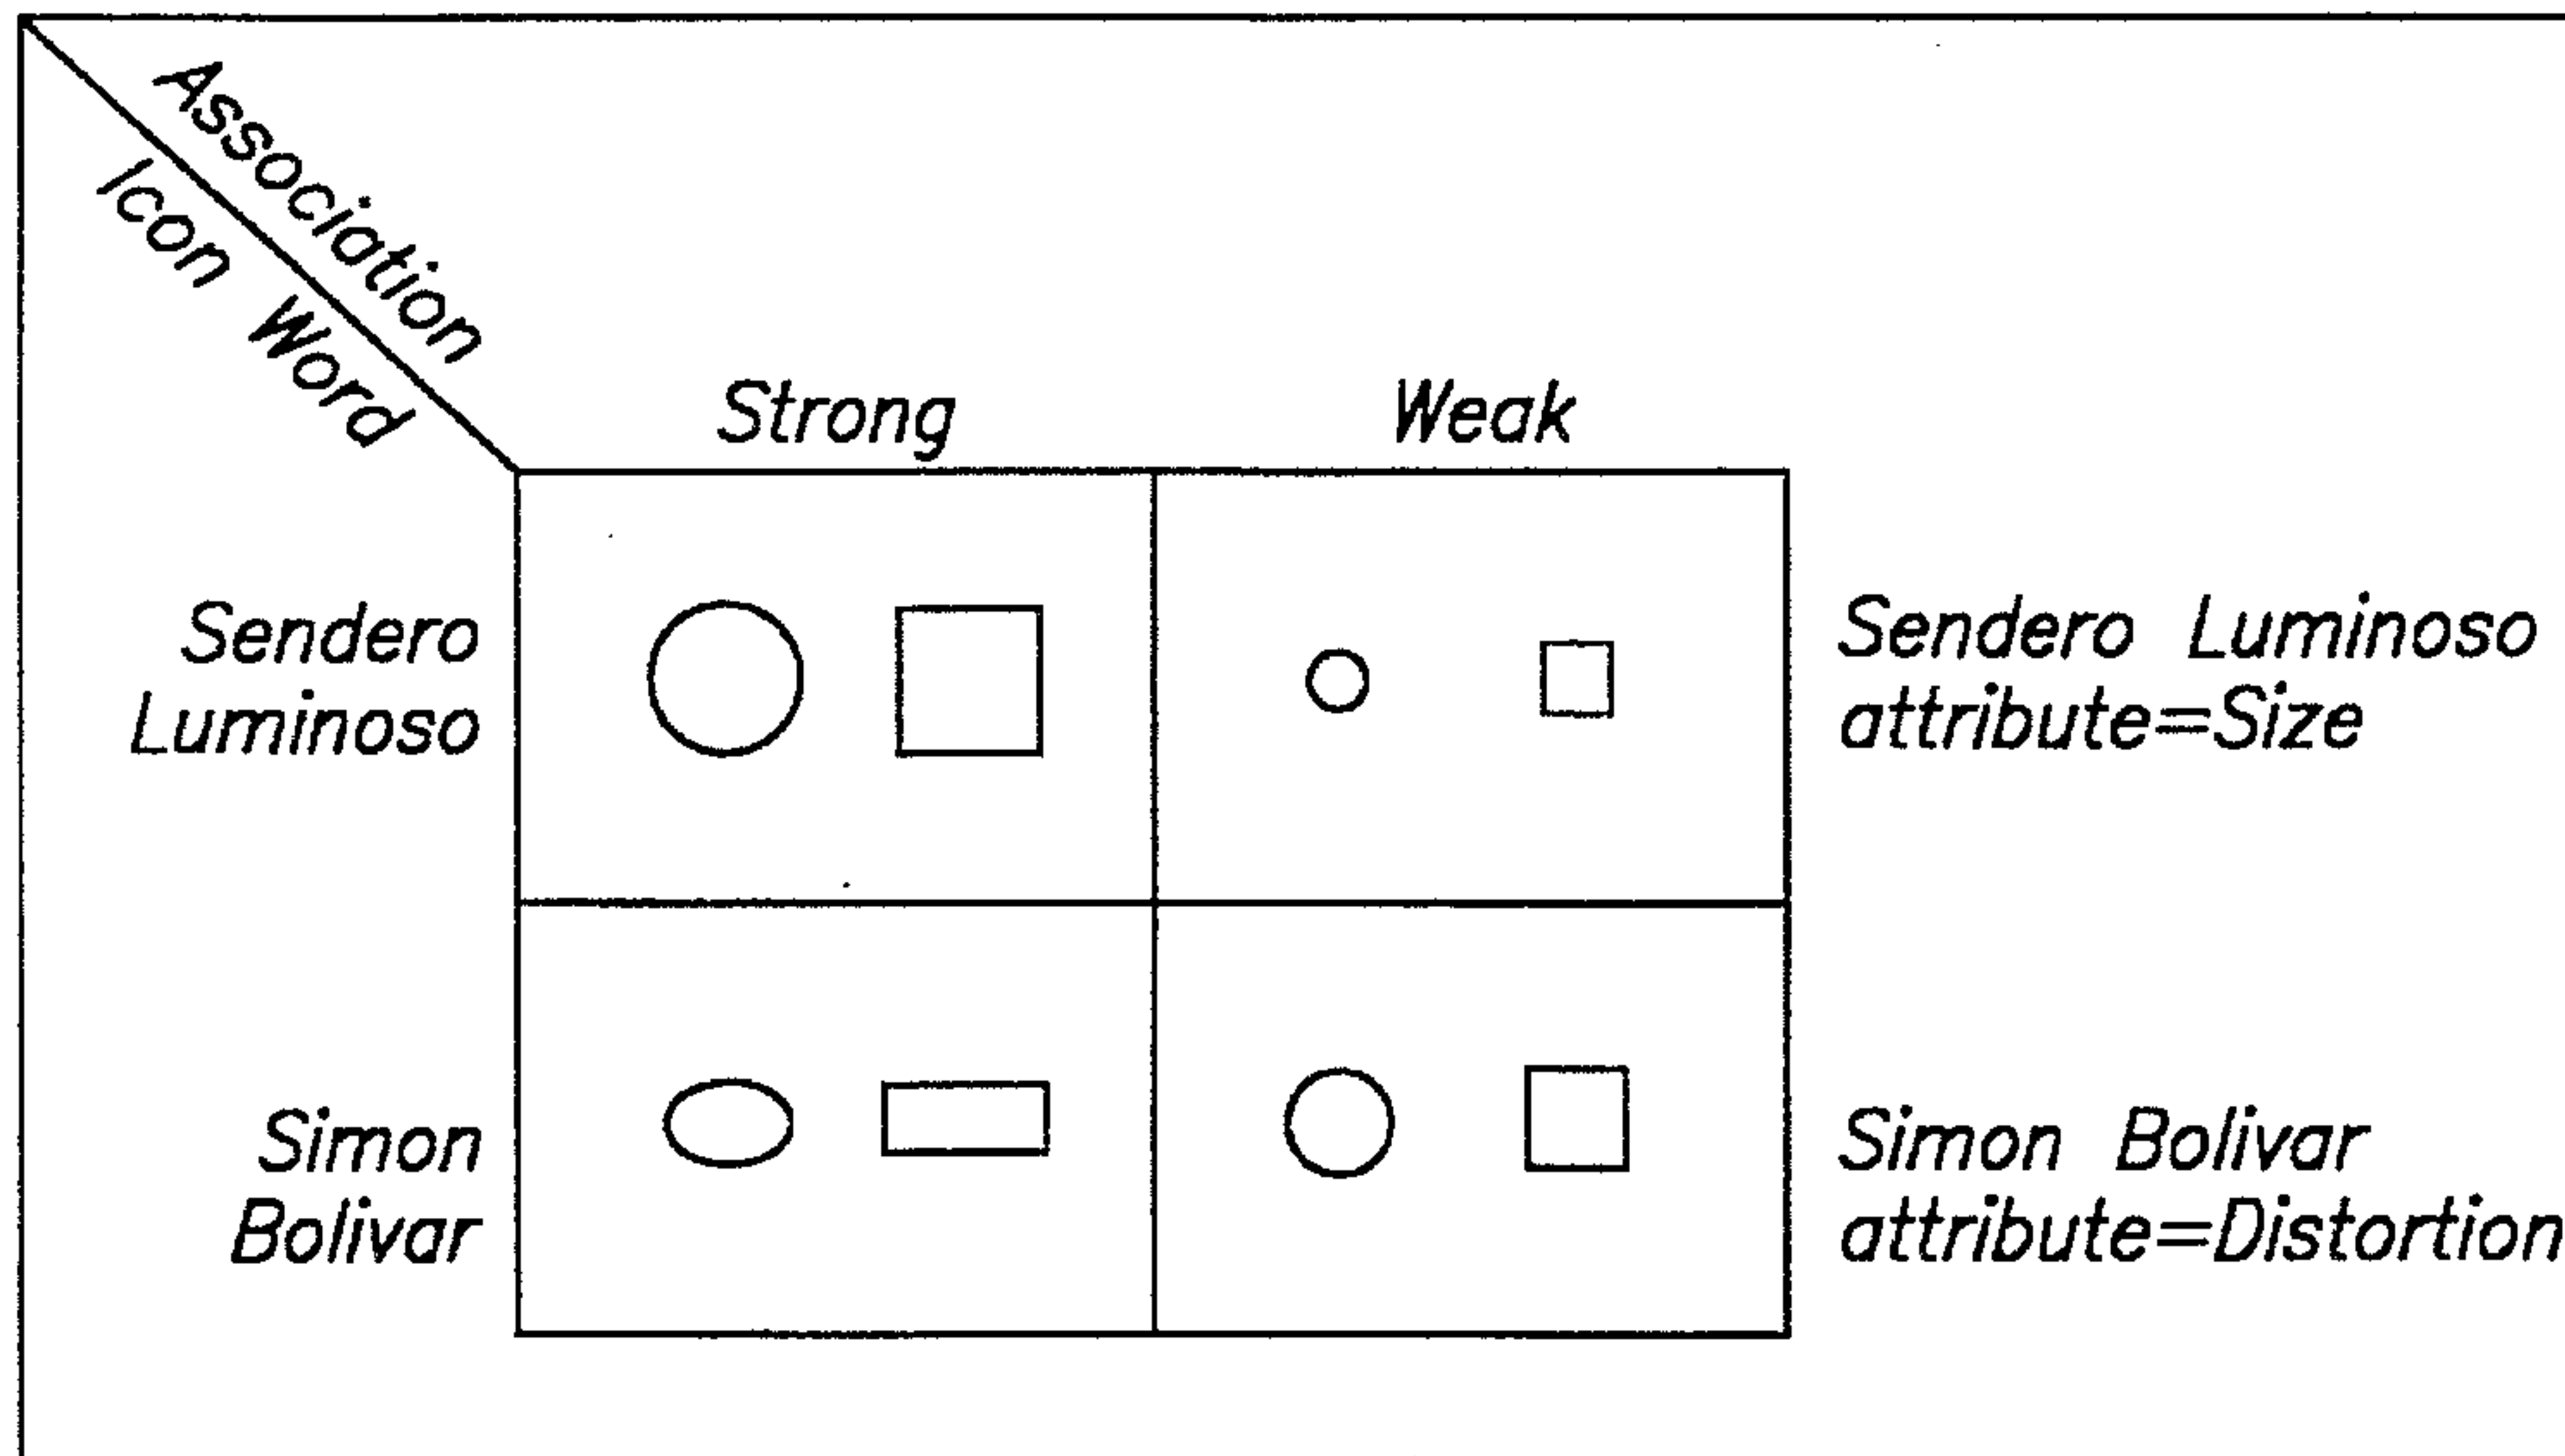 Association
Icon Word
Strong
Weak
Sendero
Luminoso
Sendero Luminoso
attribute=Size
Simon
Bolivar
Simon Bolivar
attribute=Distortion